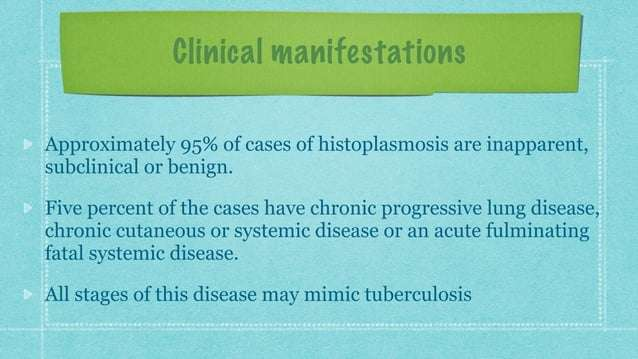 Clinical manifestations
Approximately 95% of cases of histoplasmosis are inapparent,
subclinical or benign.
Five percent of the cases have chronic progressive lung disease,
chronic cutaneous or systemic disease or an acute fulminating
fatal systemic disease.
All stages of this disease may mimic tuberculosis